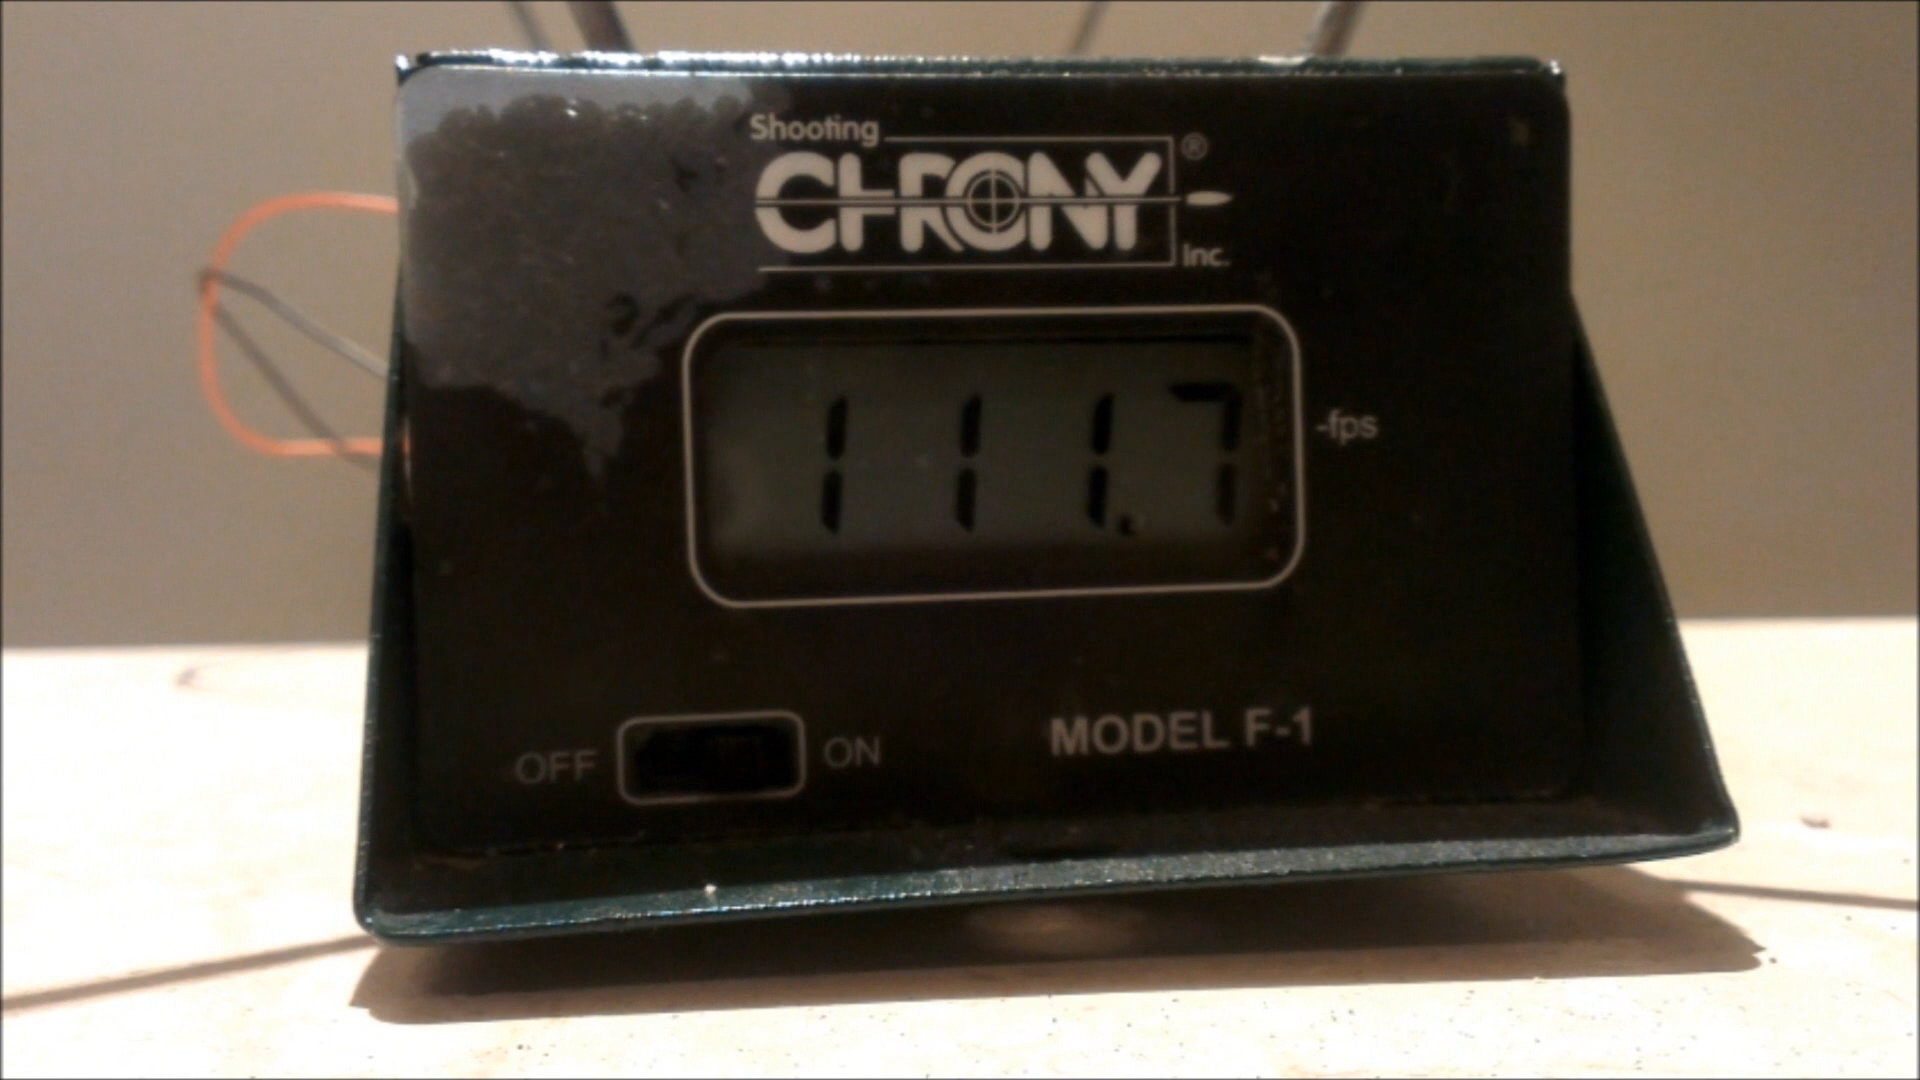 Shooting
CHRONY®
Inc.
111.7
-fps
OFF ON
MODEL F-1